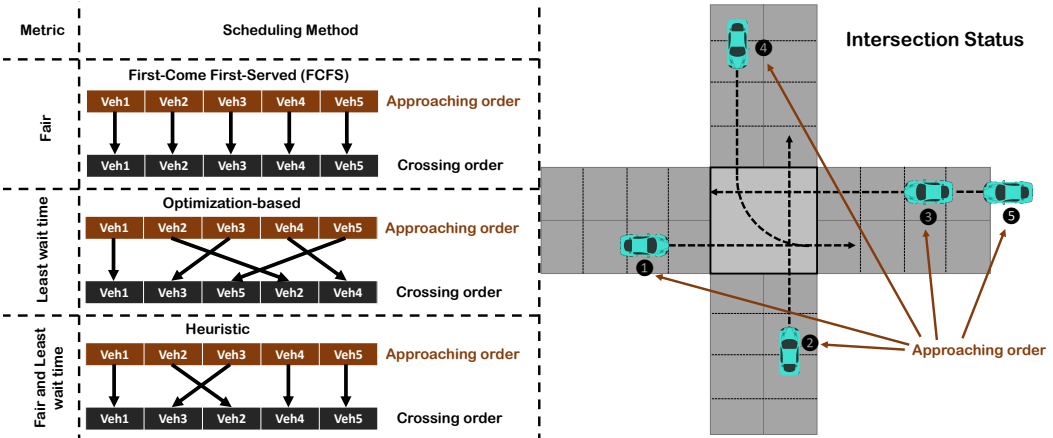 Metric
Scheduling Method
Fair
First-Come First-Served (FCFS)
Veh1 Veh2 Veh3 Veh4 Veh5 Approaching order
Veh1 Veh2 Veh3 Veh4 Veh5 Crossing order
Least wait time
Optimization-based
Veh1 Veh2 Veh3 Veh4 Veh5 Approaching order
Veh1 Veh3 Veh5 Veh2 Veh4 Crossing order
Fair and Least
wait time
Heuristic
Veh1 Veh2 Veh3 Veh4 Veh5 Approaching order
Veh1 Veh3 Veh2 Veh4 Veh5 Crossing order
Intersection Status
4
3
5
1
2
Approaching order